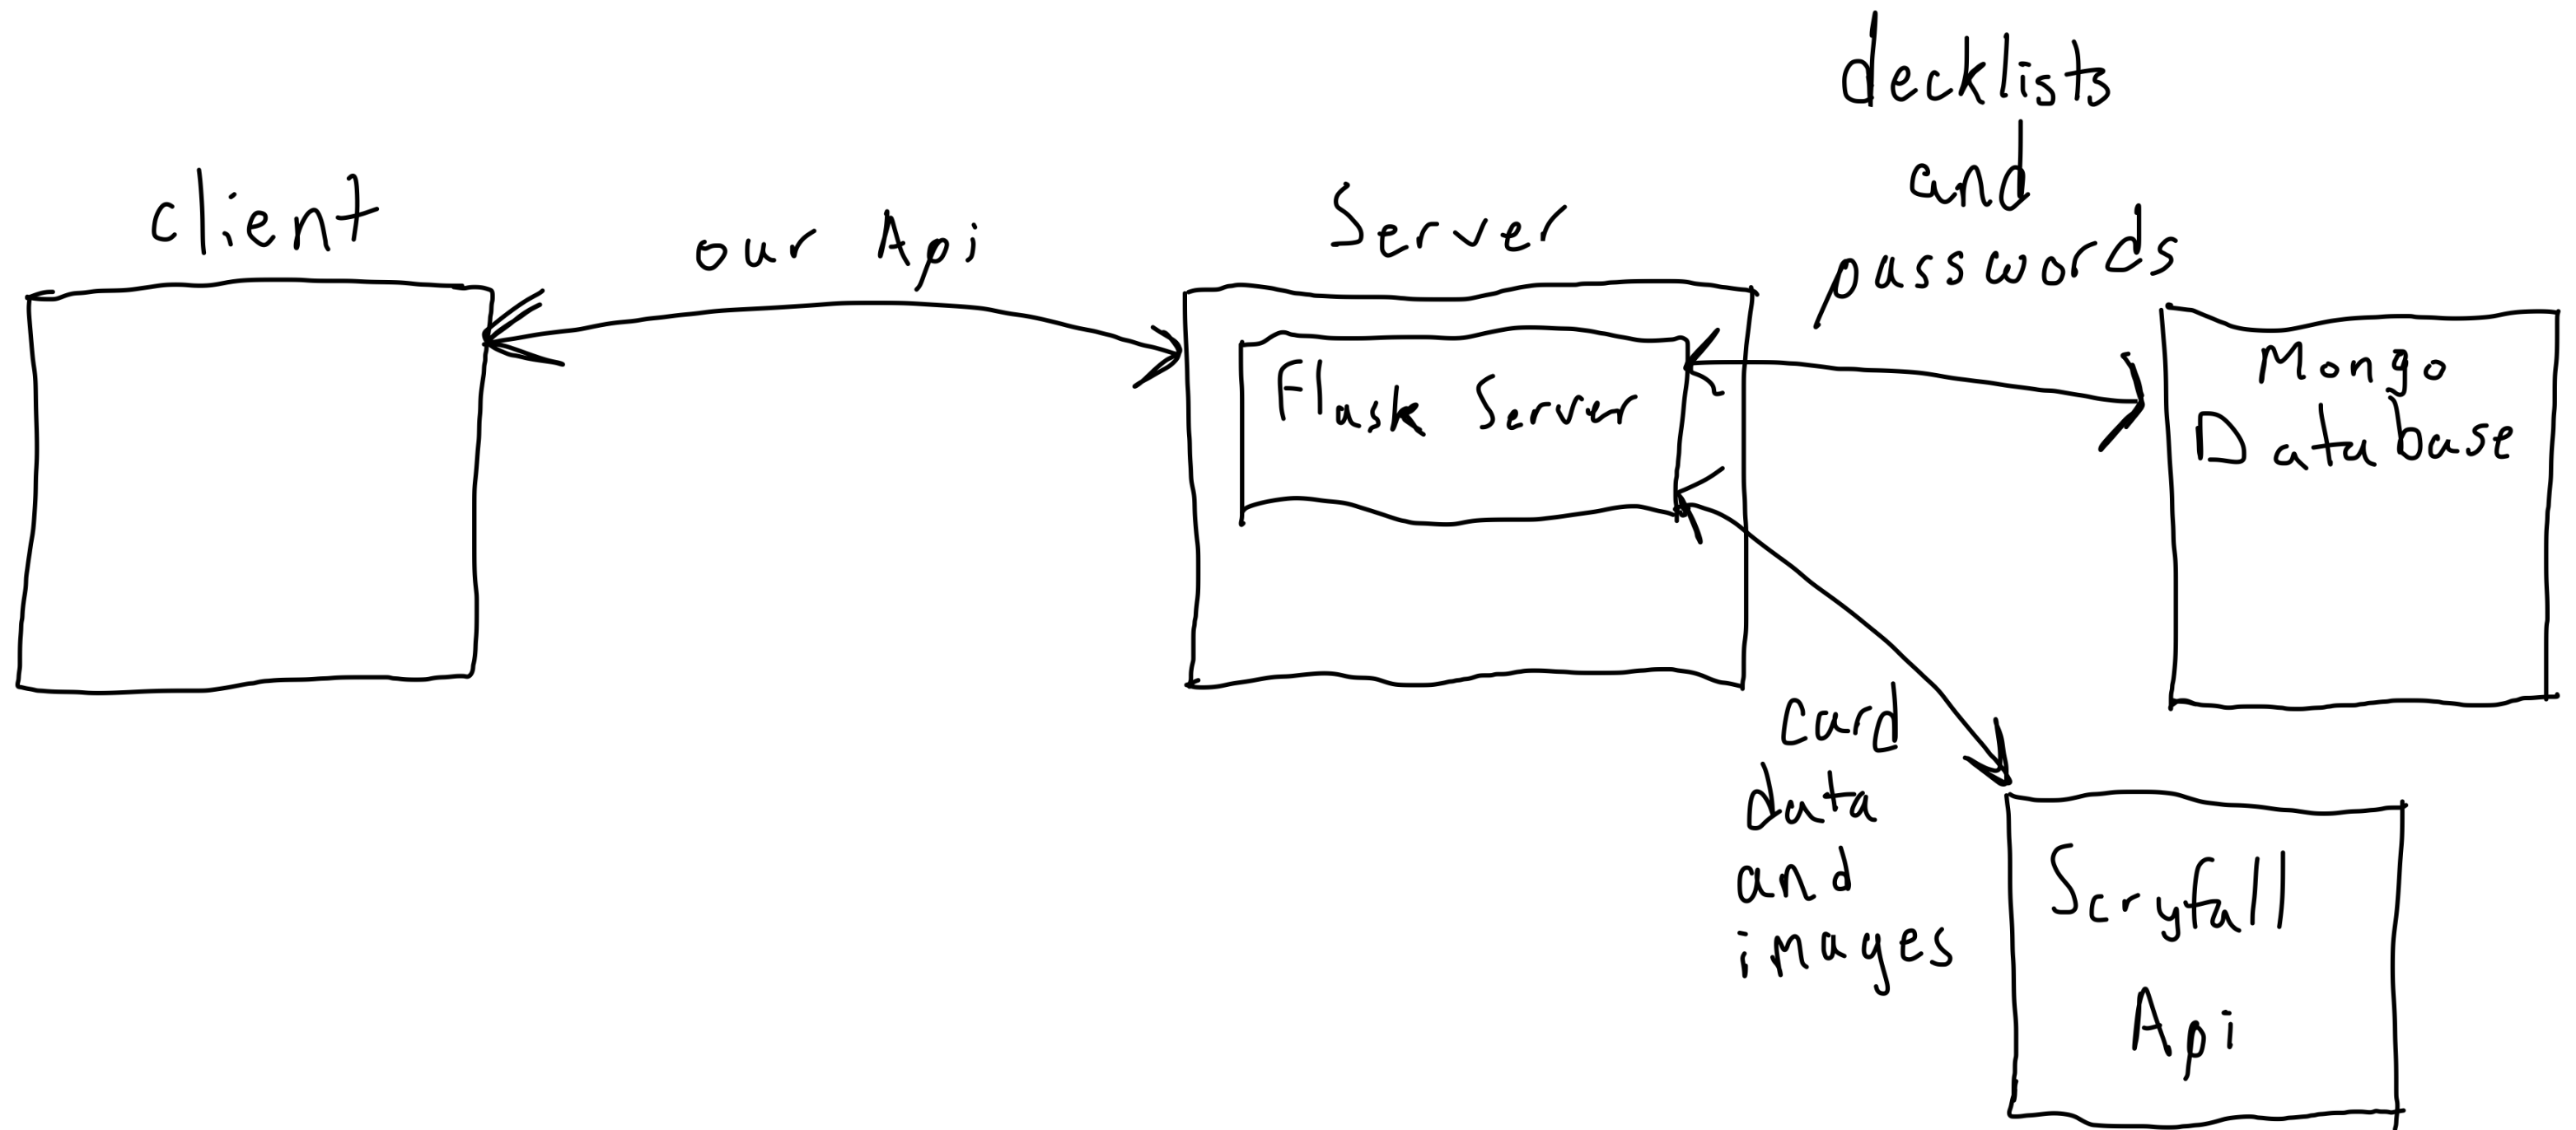 client
our Api
Server
Flask Server
decklists
and
passwords
Mongo
Database
card
data
and
images
Scryfall
Api